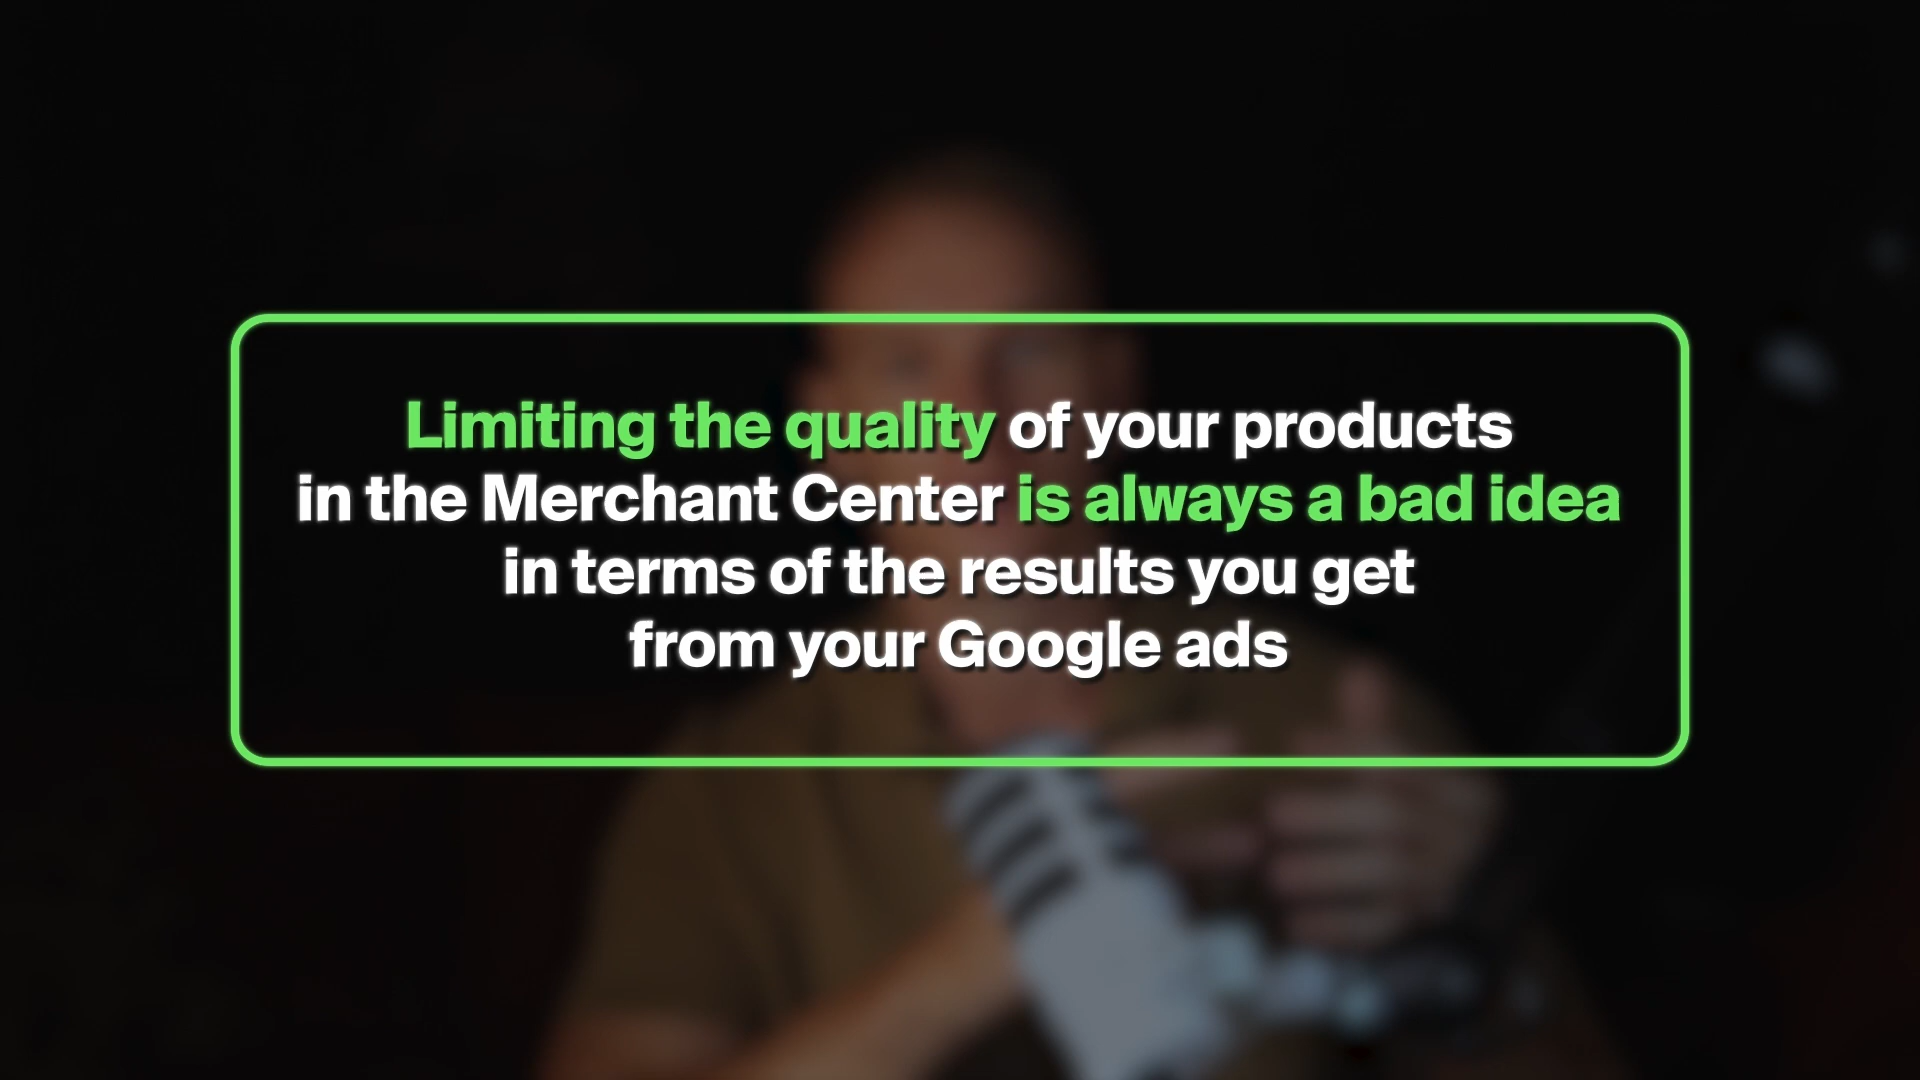 Limiting the quality of your products
in the Merchant Center is always a bad idea
in terms of the results you get
from your Google ads